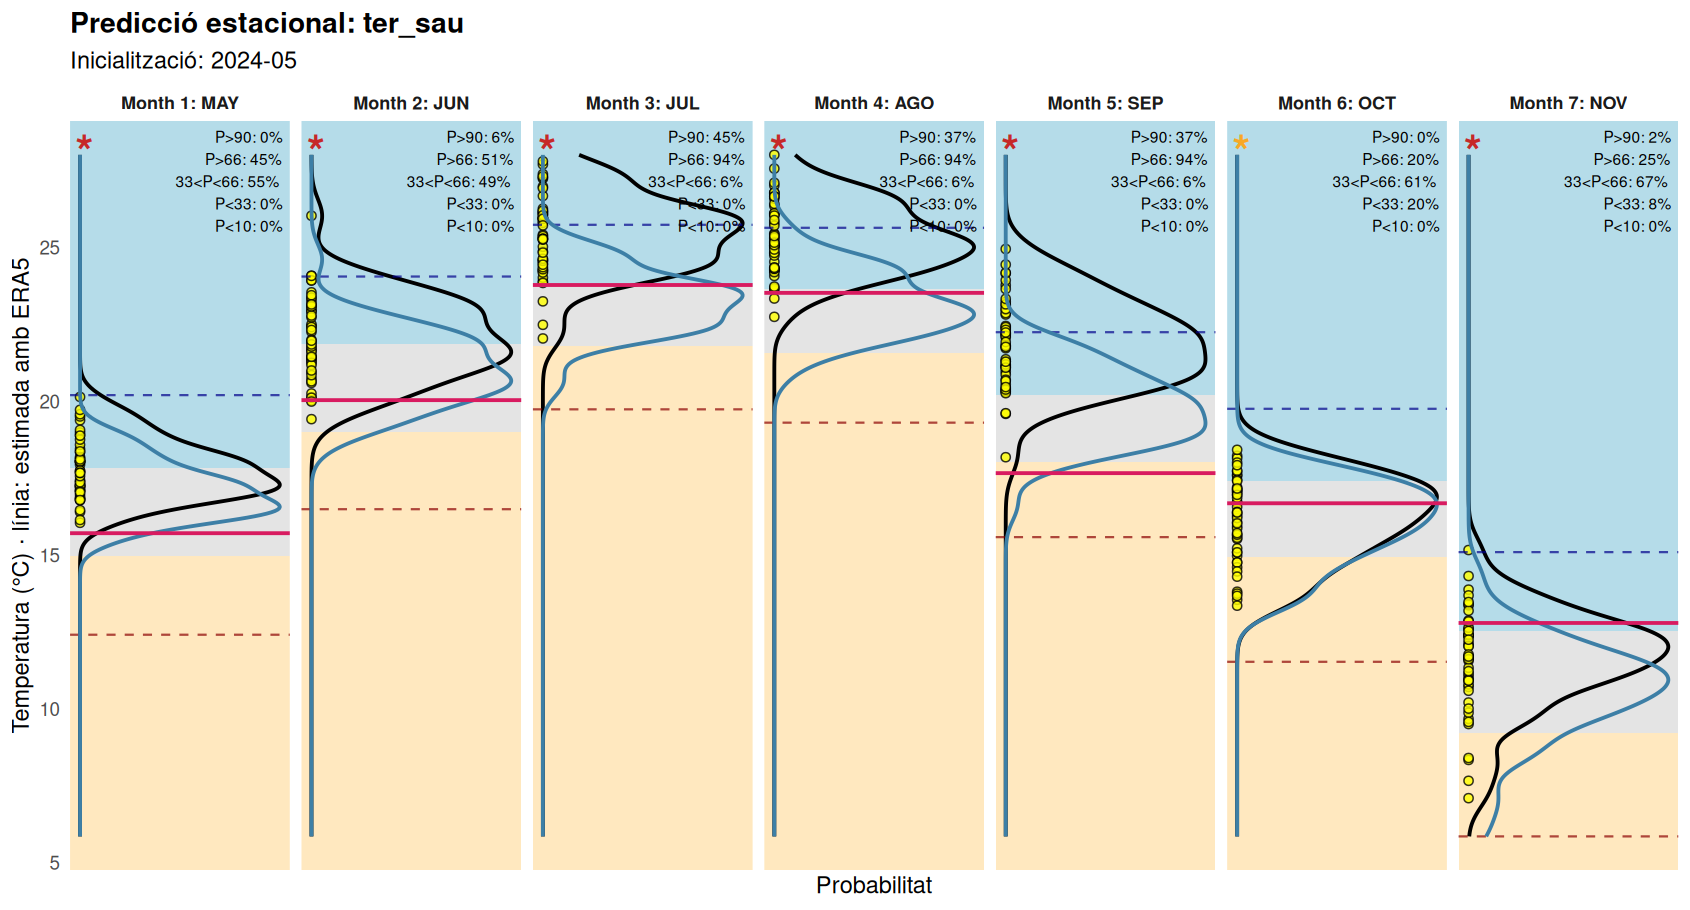 Predicció estacional: ter_sau
Inicialització: 2024-05
Month 1: MAY
Month 2: JUN
Month 3: JUL
Month 4: AGO
Month 5: SEP
Month 6: OCT
Month 7: NOV
*
P>90: 0%
P>66: 45%
33<P<66: 55%
P<33: 0%
P<10: 0%
*
P>90: 6%
P>66: 51%
33<P<66: 49%
P<33: 0%
P<10: 0%
*
P>90: 45%
P>66: 94%
33<P<66: 6%
P<33: 0%
P<10: 0%
*
P>90: 37%
P>66: 94%
33<P<66: 6%
P<33: 0%
P<10: 0%
*
P>90: 37%
P>66: 94%
33<P<66: 6%
P<33: 0%
P<10: 0%
*
P>90: 0%
P>66: 20%
33<P<66: 61%
P<33: 20%
P<10: 0%
*
P>90: 2%
P>66: 25%
33<P<66: 67%
P<33: 8%
P<10: 0%
25
20
15
10
5
Temperatura (°C) · línia: estimada amb ERA5
Probabilitat